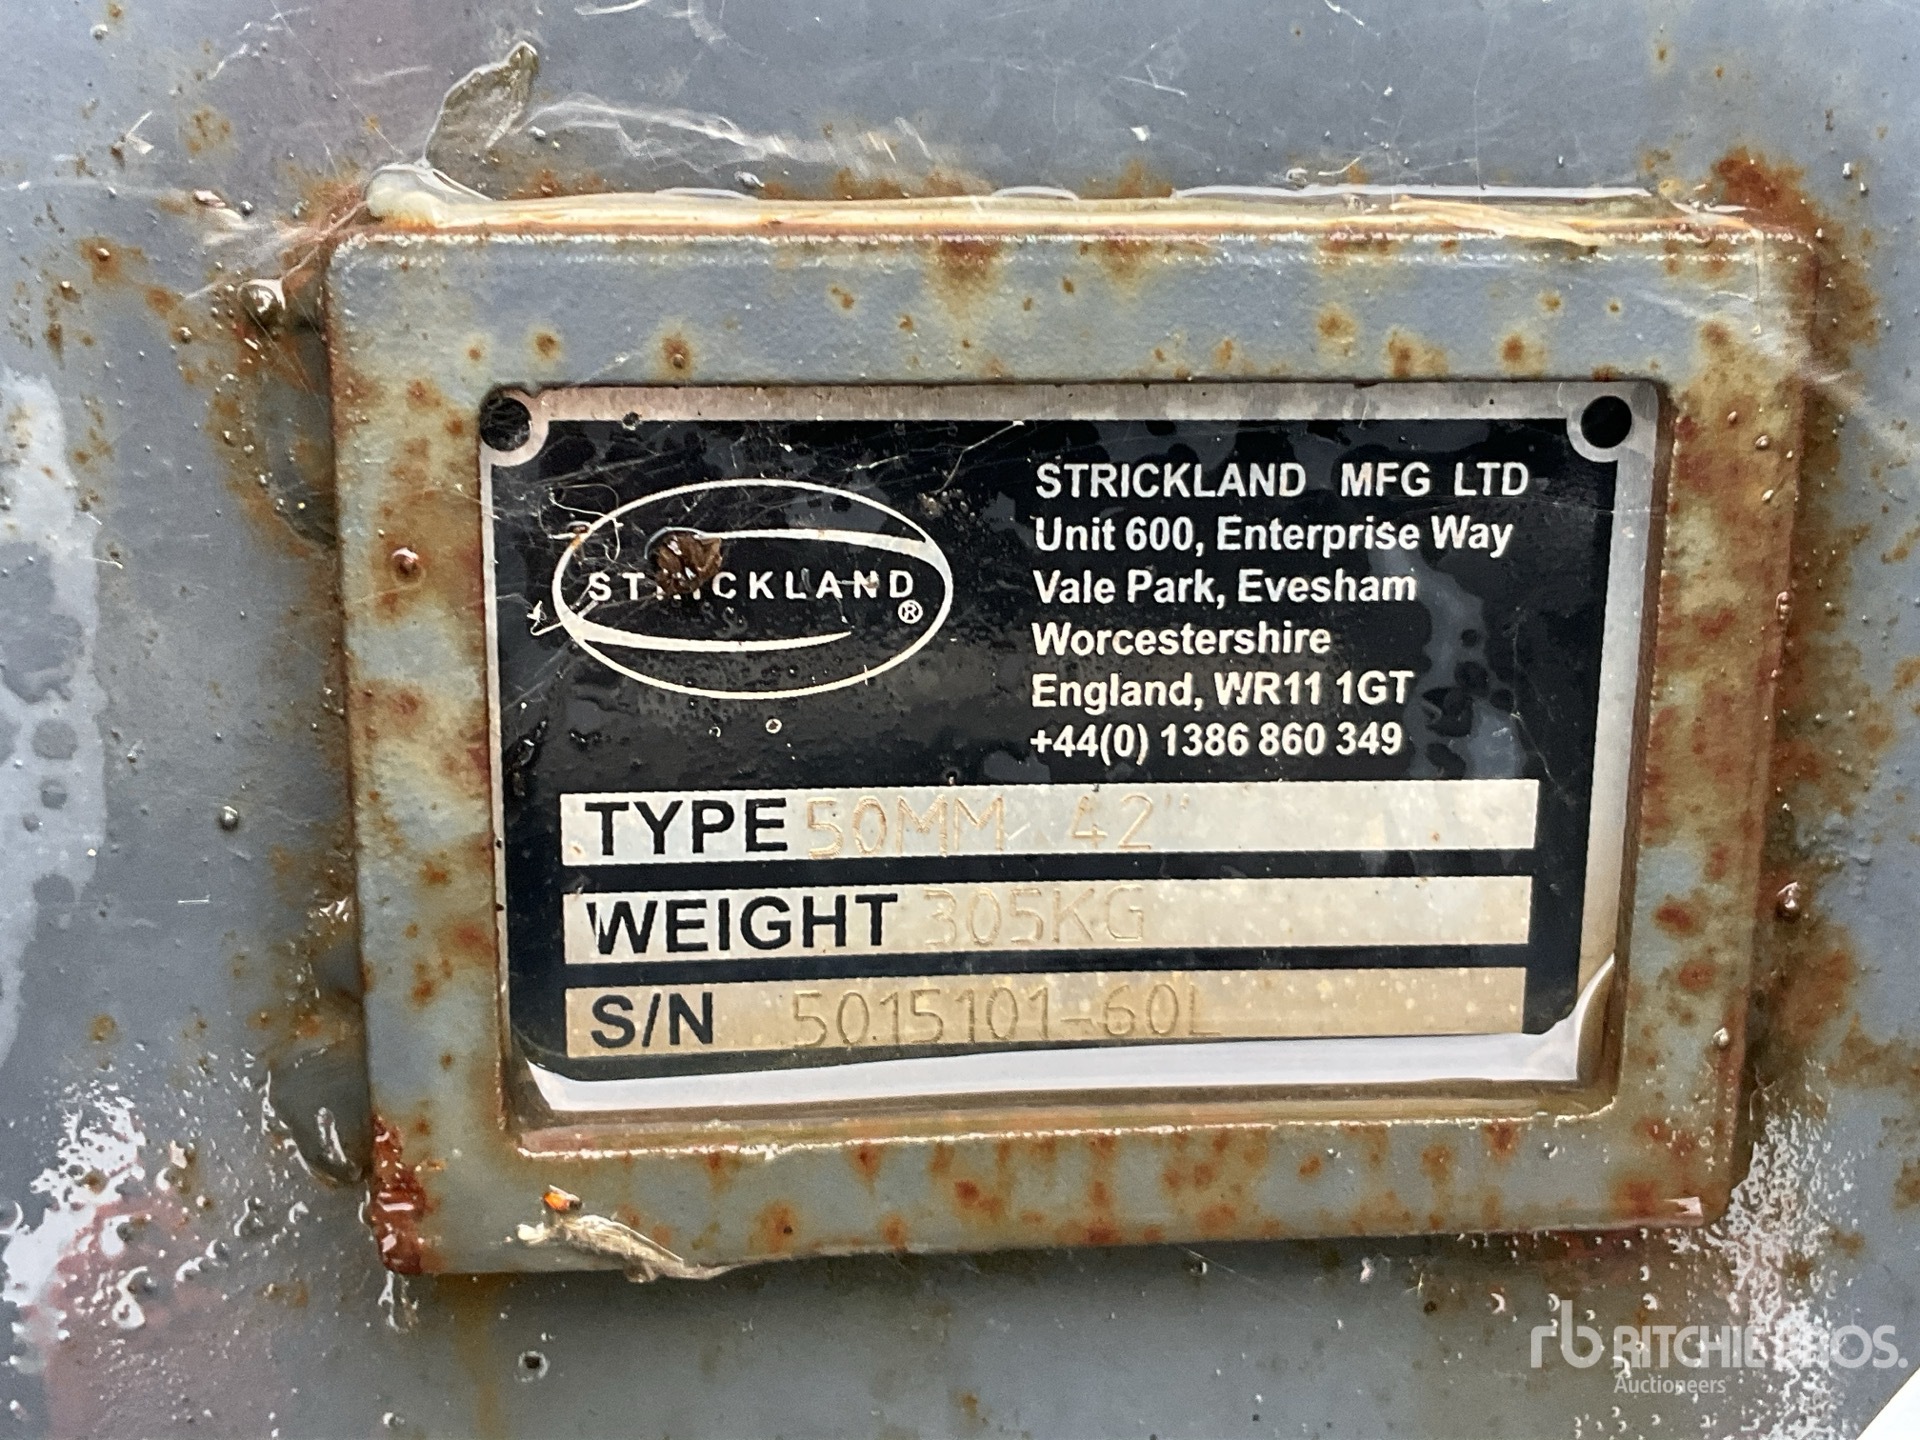 STRICKLAND ®
STRICKLAND MFG LTD
Unit 600, Enterprise Way
Vale Park, Evesham
Worcestershire
England, WR11 1GT
+44(0) 1386 860 349
TYPE 50MM 42"
WEIGHT 305KG
S/N 5015101-60L
rb RITCHIE BROS.
Auctioneers